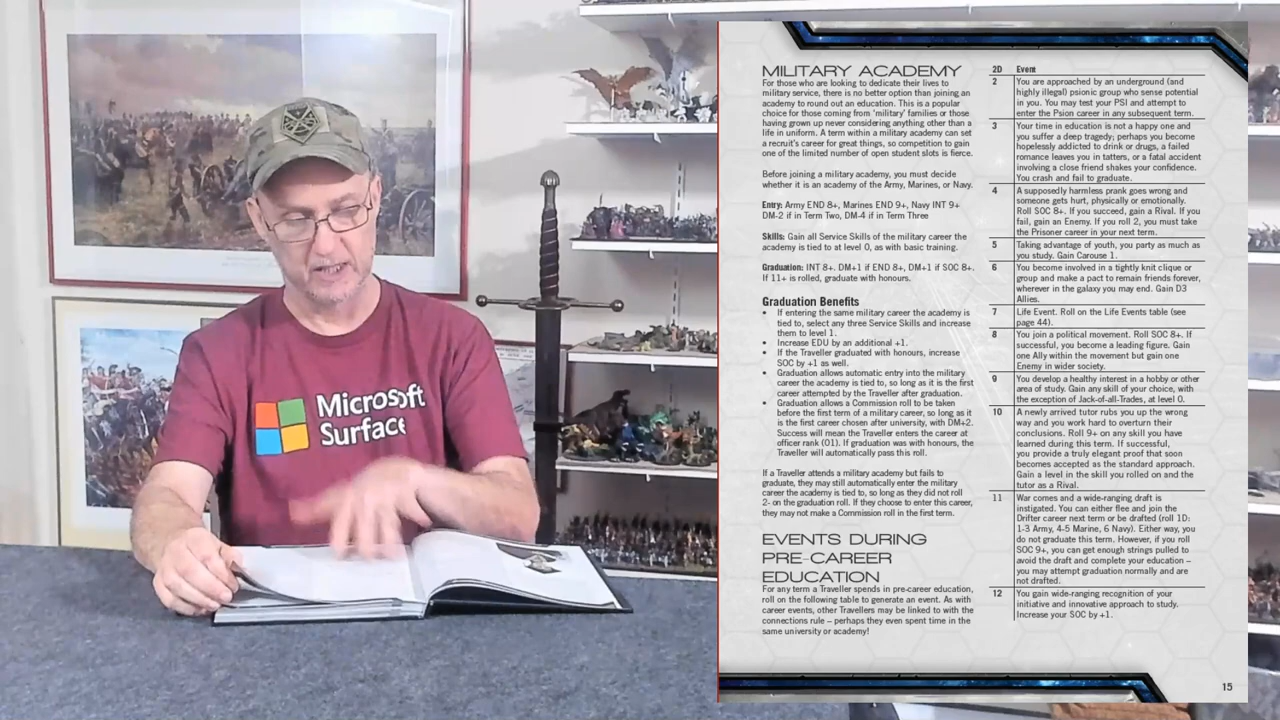 Microsoft
Surface
MILITARY ACADEMY
For those who are looking to dedicate their lives to
military service, there is no better option than joining an
academy to round out an education. This is a popular
choice for those coming from 'military' families or those
having grown up never considering anything other than a
life in uniform. A term within a military academy can set
a recruit's career for great things, so competition to gain
one of the limited number of open student slots is fierce.
Before joining a military academy, you must decide
whether it is an academy of the Army, Marines, or Navy.
Entry: Army END 8+, Marines END 9+, Navy INT 9+
DM-2 if in Term Two, DM-4 if in Term Three
Skills: Gain all Service Skills of the military career the
academy is tied to at level 0, as with basic training.
Graduation: INT 8+. DM+1 if END 8+, DM+1 if SOC 8+.
If 11+ is rolled, graduate with honours.
Graduation Benefits
• If entering the same military career the academy is
tied to, select any three Service Skills and increase
them to level 1.
• Increase EDU by an additional +1.
• If the Traveller graduated with honours, increase
SOC by +1 as well.
• Graduation allows automatic entry into the military
career the academy is tied to, so long as it is the first
career attempted by the Traveller after graduation.
• Graduation allows a Commission roll to be taken
before the first term of a military career, so long as it
is the first career chosen after university, with DM+2.
Success will mean the Traveller enters the career at
officer rank (O1). If graduation was with honours, the
Traveller will automatically pass this roll.
If a Traveller attends a military academy but fails to
graduate, they may still automatically enter the military
career the academy is tied to, so long as they did not roll
2- on the graduation roll. If they choose to enter this career,
they may not make a Commission roll in the first term.
EVENTS DURING
PRE-CAREER
EDUCATION
For any term a Traveller spends in pre-career education,
roll on the following table to generate an event. As with
career events, other Travellers may be linked to with the
connections rule – perhaps they even spent time in the
same university or academy!
2D Event
2 You are approached by an underground (and
highly illegal) psionic group who sense potential
in you. You may test your PSI and attempt to
enter the Psion career in any subsequent term.
3 Your time in education is not a happy one and
you suffer a deep tragedy; perhaps you become
hopelessly addicted to drink or drugs, a failed
romance leaves you in tatters, or a fatal accident
involving a close friend shakes your confidence.
You crash and fail to graduate.
4 A supposedly harmless prank goes wrong and
someone gets hurt, physically or emotionally.
Roll SOC 8+. If you succeed, gain a Rival. If you
fail, gain an Enemy. If you roll 2, you must take
the Prisoner career in your next term.
5 Taking advantage of youth, you party as much as
you study. Gain Carouse 1.
6 You become involved in a tightly knit clique or
group and make a pact to remain friends forever,
wherever in the galaxy you may end. Gain D3
Allies.
7 Life Event. Roll on the Life Events table (see
page 44).
8 You join a political movement. Roll SOC 8+. If
successful, you become a leading figure. Gain
one Ally within the movement but gain one
Enemy in wider society.
9 You develop a healthy interest in a hobby or other
area of study. Gain any skill of your choice, with
the exception of Jack-of-all-Trades, at level 0.
10 A newly arrived tutor rubs you up the wrong
way and you work hard to overturn their
conclusions. Roll 9+ on any skill you have
learned during this term. If successful,
you provide a truly elegant proof that soon
becomes accepted as the standard approach.
Gain a level in the skill you rolled on and the
tutor as a Rival.
11 War comes and a wide-ranging draft is
instigated. You can either flee and join the
Drifter career next term or be drafted (roll 1D:
1-3 Army, 4-5 Marine, 6 Navy). Either way, you
do not graduate this term. However, if you roll
SOC 9+, you can get enough strings pulled to
avoid the draft and complete your education –
you may attempt graduation normally and are
not drafted.
12 You gain wide-ranging recognition of your
initiative and innovative approach to study.
Increase your SOC by +1.
15